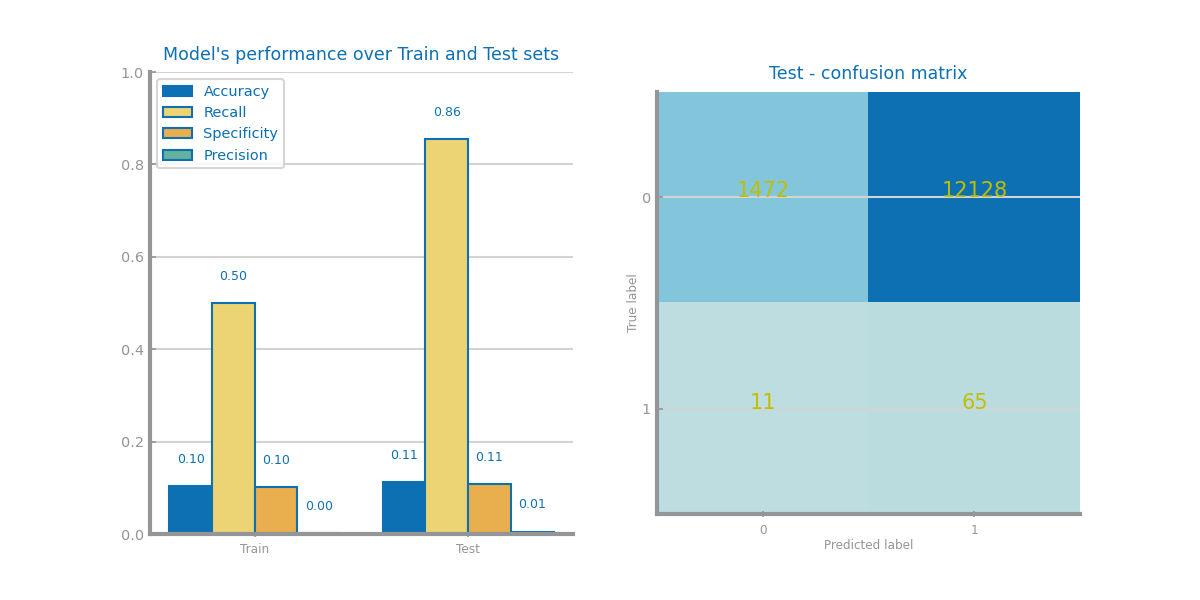 Model's performance over Train and Test sets
1.0
0.8
0.6
0.4
0.2
0.0
Accuracy
Recall
Specificity
Precision
0.10
0.50
0.10
0.00
0.11
0.86
0.11
0.01
Train
Test
Test - confusion matrix
True label
0
1
1472
12128
11
65
0
1
Predicted label